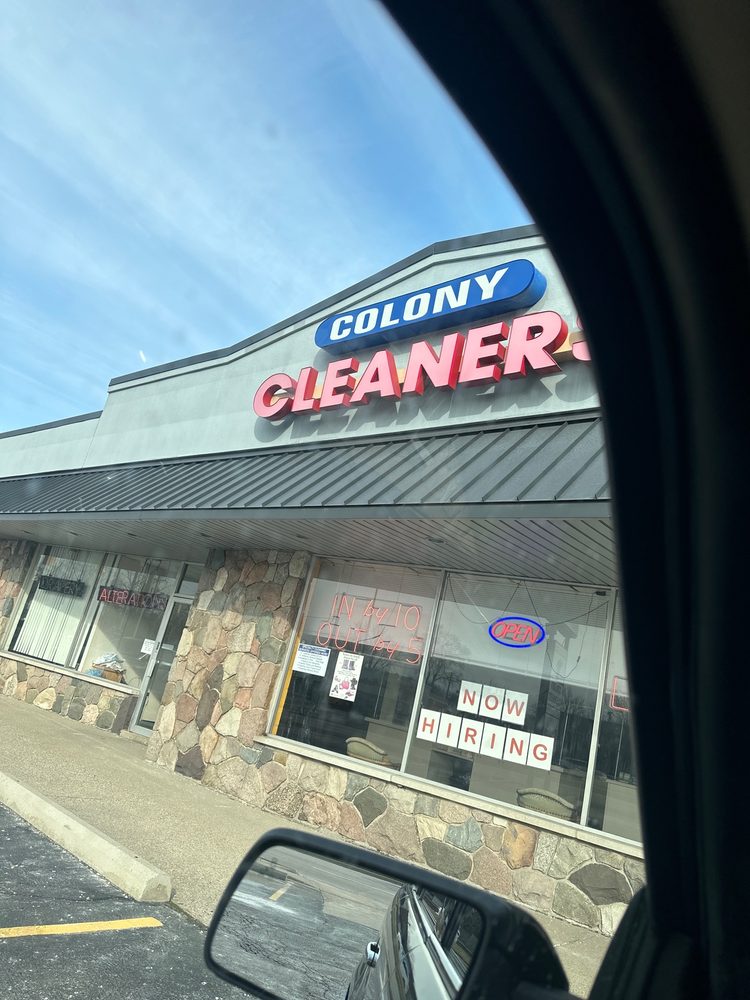 COLONY
CLEANERS
ALTERATIONS
IN by 10
OUT by 5
OPEN
NOW
HIRING